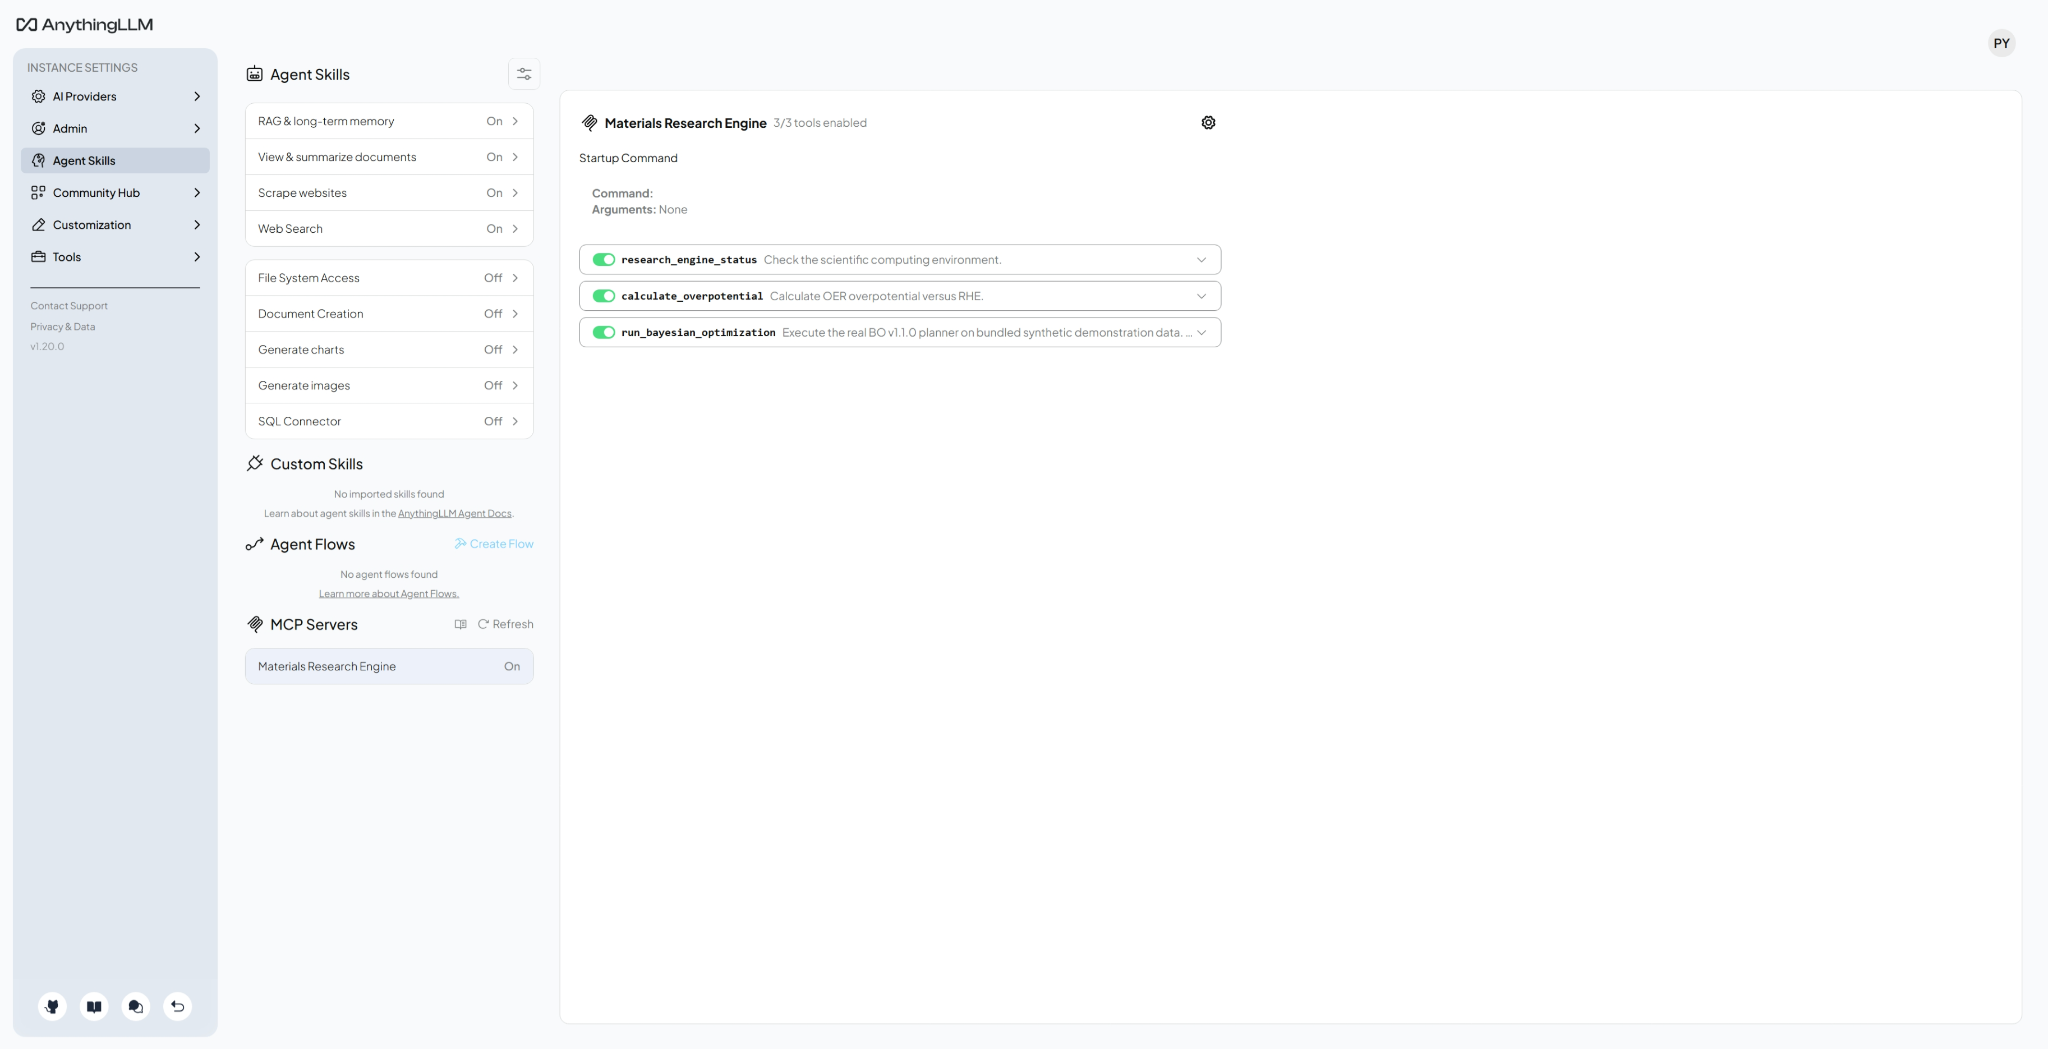 AnythingLLM
PY
INSTANCE SETTINGS
AI Providers
Admin
Agent Skills
Community Hub
Customization
Tools
Contact Support
Privacy & Data
v1.20.0
Agent Skills
RAG & long-term memory On
View & summarize documents On
Scrape websites On
Web Search On
File System Access Off
Document Creation Off
Generate charts Off
Generate images Off
SQL Connector Off
Custom Skills
No imported skills found
Learn about agent skills in the AnythingLLM Agent Docs.
Agent Flows Create Flow
No agent flows found
Learn more about Agent Flows.
MCP Servers Refresh
Materials Research Engine On
Materials Research Engine 3/3 tools enabled
Startup Command
Command:
Arguments: None
research_engine_status Check the scientific computing environment.
calculate_overpotential Calculate OER overpotential versus RHE.
run_bayesian_optimization Execute the real BO v1.1.0 planner on bundled synthetic demonstration data. ...